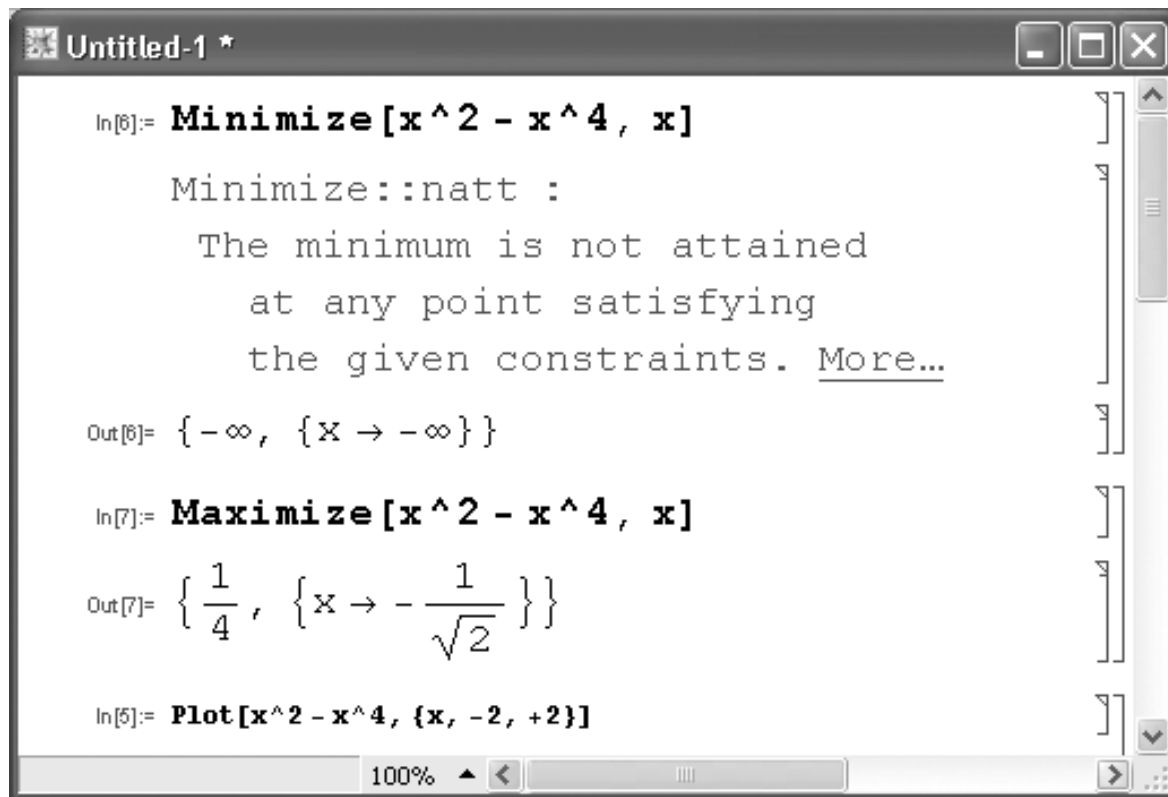 Untitled-1 *
In[6]:= Minimize[x^2 - x^4, x]
Minimize::natt :
The minimum is not attained
at any point satisfying
the given constraints. More…
Out[6]= {-∞, {x → -∞}}
In[7]:= Maximize[x^2 - x^4, x]
Out[7]= {1/4, {x → -1/√2}}
In[5]:= Plot[x^2 - x^4, {x, -2, +2}]
100%